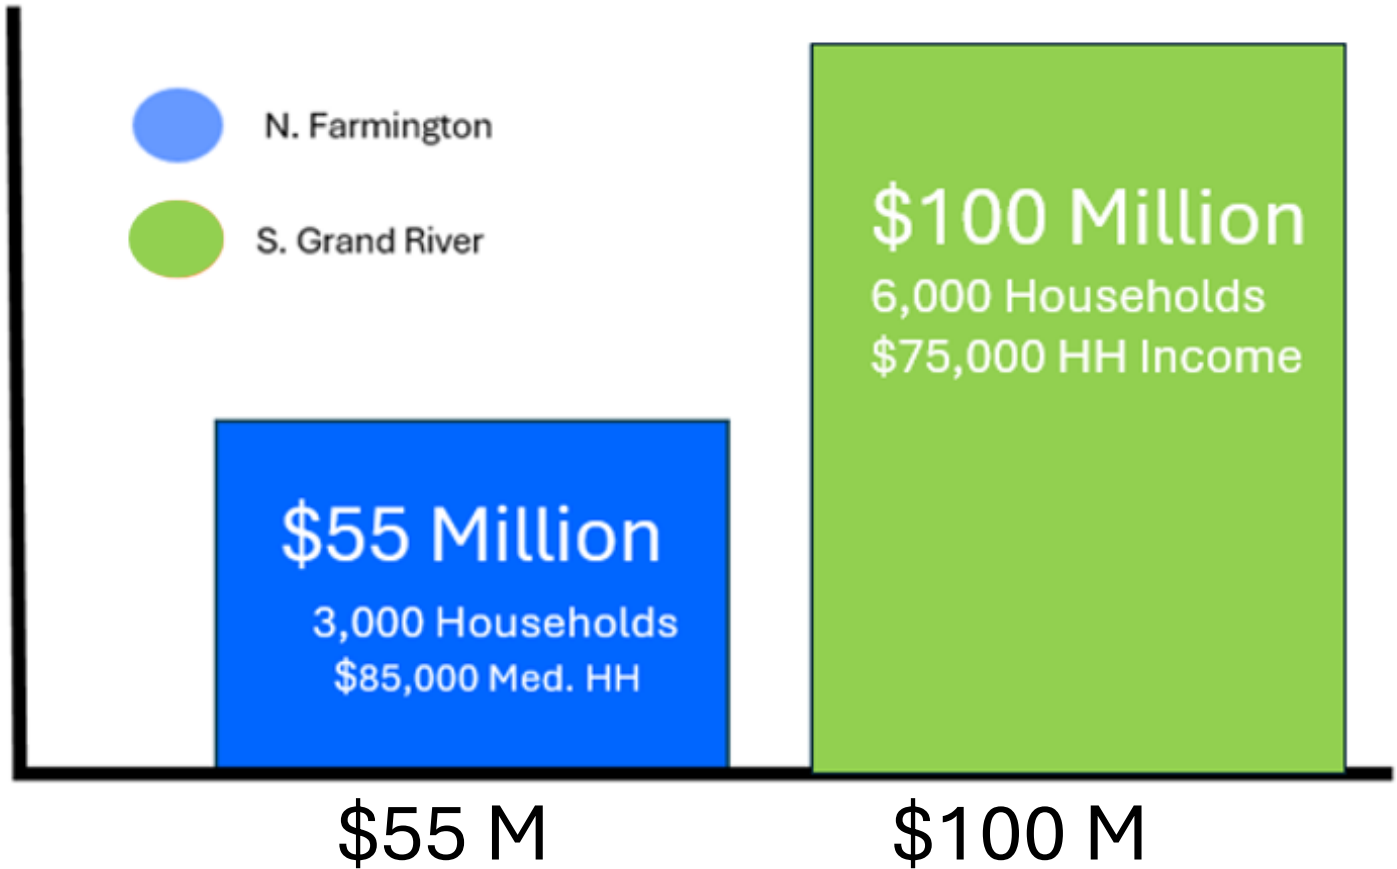 N. Farmington
S. Grand River
$100 Million
6,000 Households
$75,000 HH Income
$55 Million
3,000 Households
$85,000 Med. HH
$55 M
$100 M